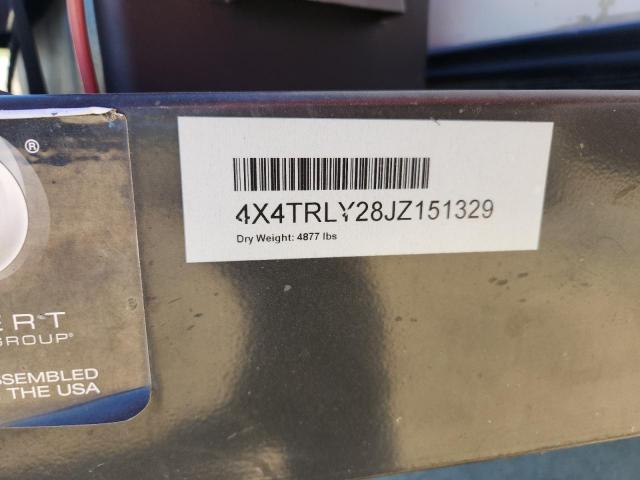 ®
4X4TRLY28JZ151329
Dry Weight: 4877 lbs
ERT
GROUP®
SSEMBLED
THE USA